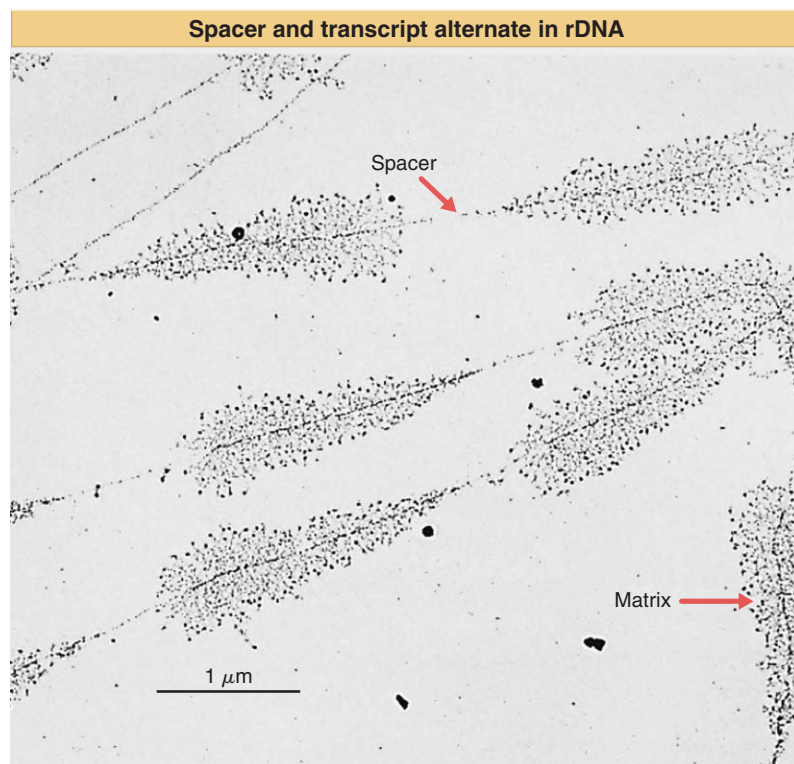 Spacer and transcript alternate in rDNA
Spacer
Matrix
1 μm